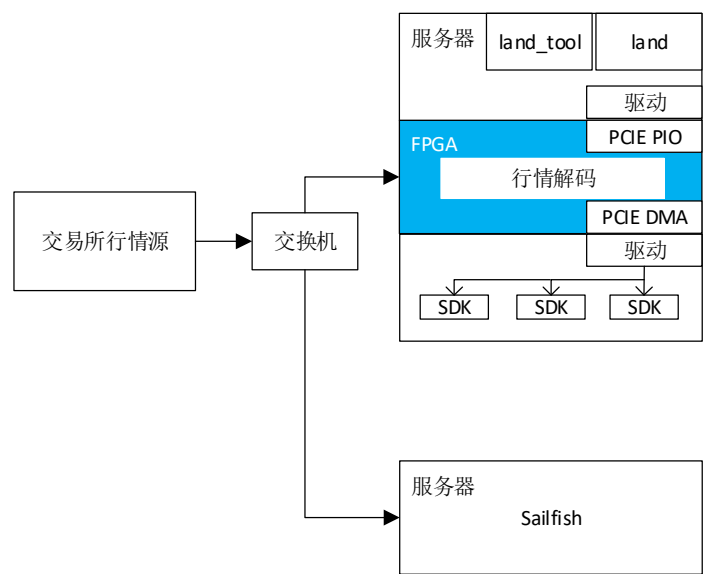 服务器
land_tool
land
驱动
PCIE PIO
FPGA
行情解码
PCIE DMA
驱动
SDK
SDK
SDK
交易所行情源
交换机
服务器
Sailfish